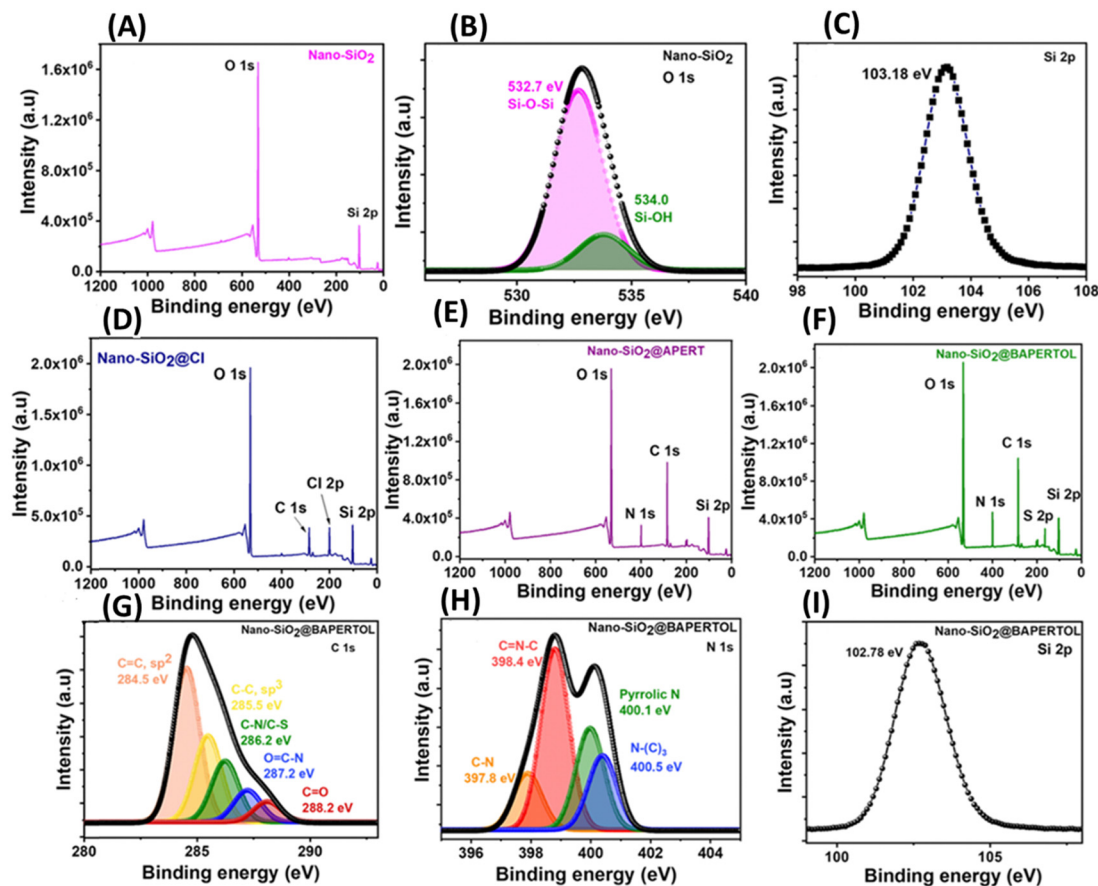 (A)
Nano-SiO2
O 1s
Si 2p
Intensity (a.u)
1.6x10^6
1.2x10^6
8.0x10^5
4.0x10^5
0.0
1200 1000 800 600 400 200 0
Binding energy (eV)
(B)
Nano-SiO2
O 1s
532.7 eV
Si-O-Si
534.0
Si-OH
Intensity (a.u)
530 535 540
Binding energy (eV)
(C)
Si 2p
103.18 eV
Intensity (a.u)
98 100 102 104 106 108
Binding energy (eV)
(D)
Nano-SiO2@Cl
O 1s
C 1s
Cl 2p
Si 2p
Intensity (a.u)
2.0x10^6
1.5x10^6
1.0x10^6
5.0x10^5
0.0
1200 1000 800 600 400 200 0
Binding energy (eV)
(E)
Nano-SiO2@APERT
O 1s
C 1s
N 1s
Si 2p
Intensity (a.u)
2.0x10^6
1.6x10^6
1.2x10^6
8.0x10^5
4.0x10^5
0.0
1200 1000 800 600 400 200 0
Binding energy (eV)
(F)
Nano-SiO2@BAPERTOL
O 1s
C 1s
N 1s
S 2p
Si 2p
Intensity (a.u)
2.0x10^6
1.6x10^6
1.2x10^6
8.0x10^5
4.0x10^5
0.0
1200 1000 800 600 400 200 0
Binding energy (eV)
(G)
Nano-SiO2@BAPERTOL
C 1s
C=C, sp2
284.5 eV
C-C, sp3
285.5 eV
C-N/C-S
286.2 eV
O=C-N
287.2 eV
C=O
288.2 eV
Intensity (a.u)
280 285 290
Binding energy (eV)
(H)
Nano-SiO2@BAPERTOL
N 1s
C=N-C
398.4 eV
Pyrrolic N
400.1 eV
C-N
397.8 eV
N-(C)3
400.5 eV
Intensity (a.u)
396 398 400 402 404
Binding energy (eV)
(I)
Nano-SiO2@BAPERTOL
Si 2p
102.78 eV
Intensity (a.u)
100 105
Binding energy (eV)